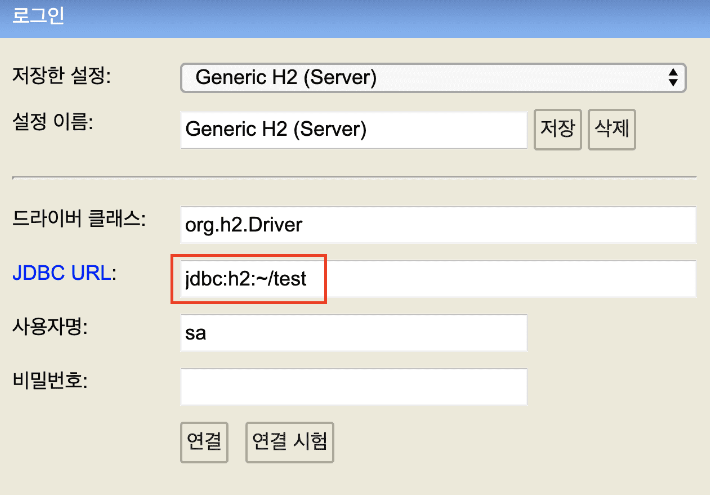 로그인
저장한 설정: Generic H2 (Server)
설정 이름: Generic H2 (Server) 저장 삭제
드라이버 클래스: org.h2.Driver
JDBC URL: jdbc:h2:~/test
사용자명: sa
비밀번호:
연결 연결 시험